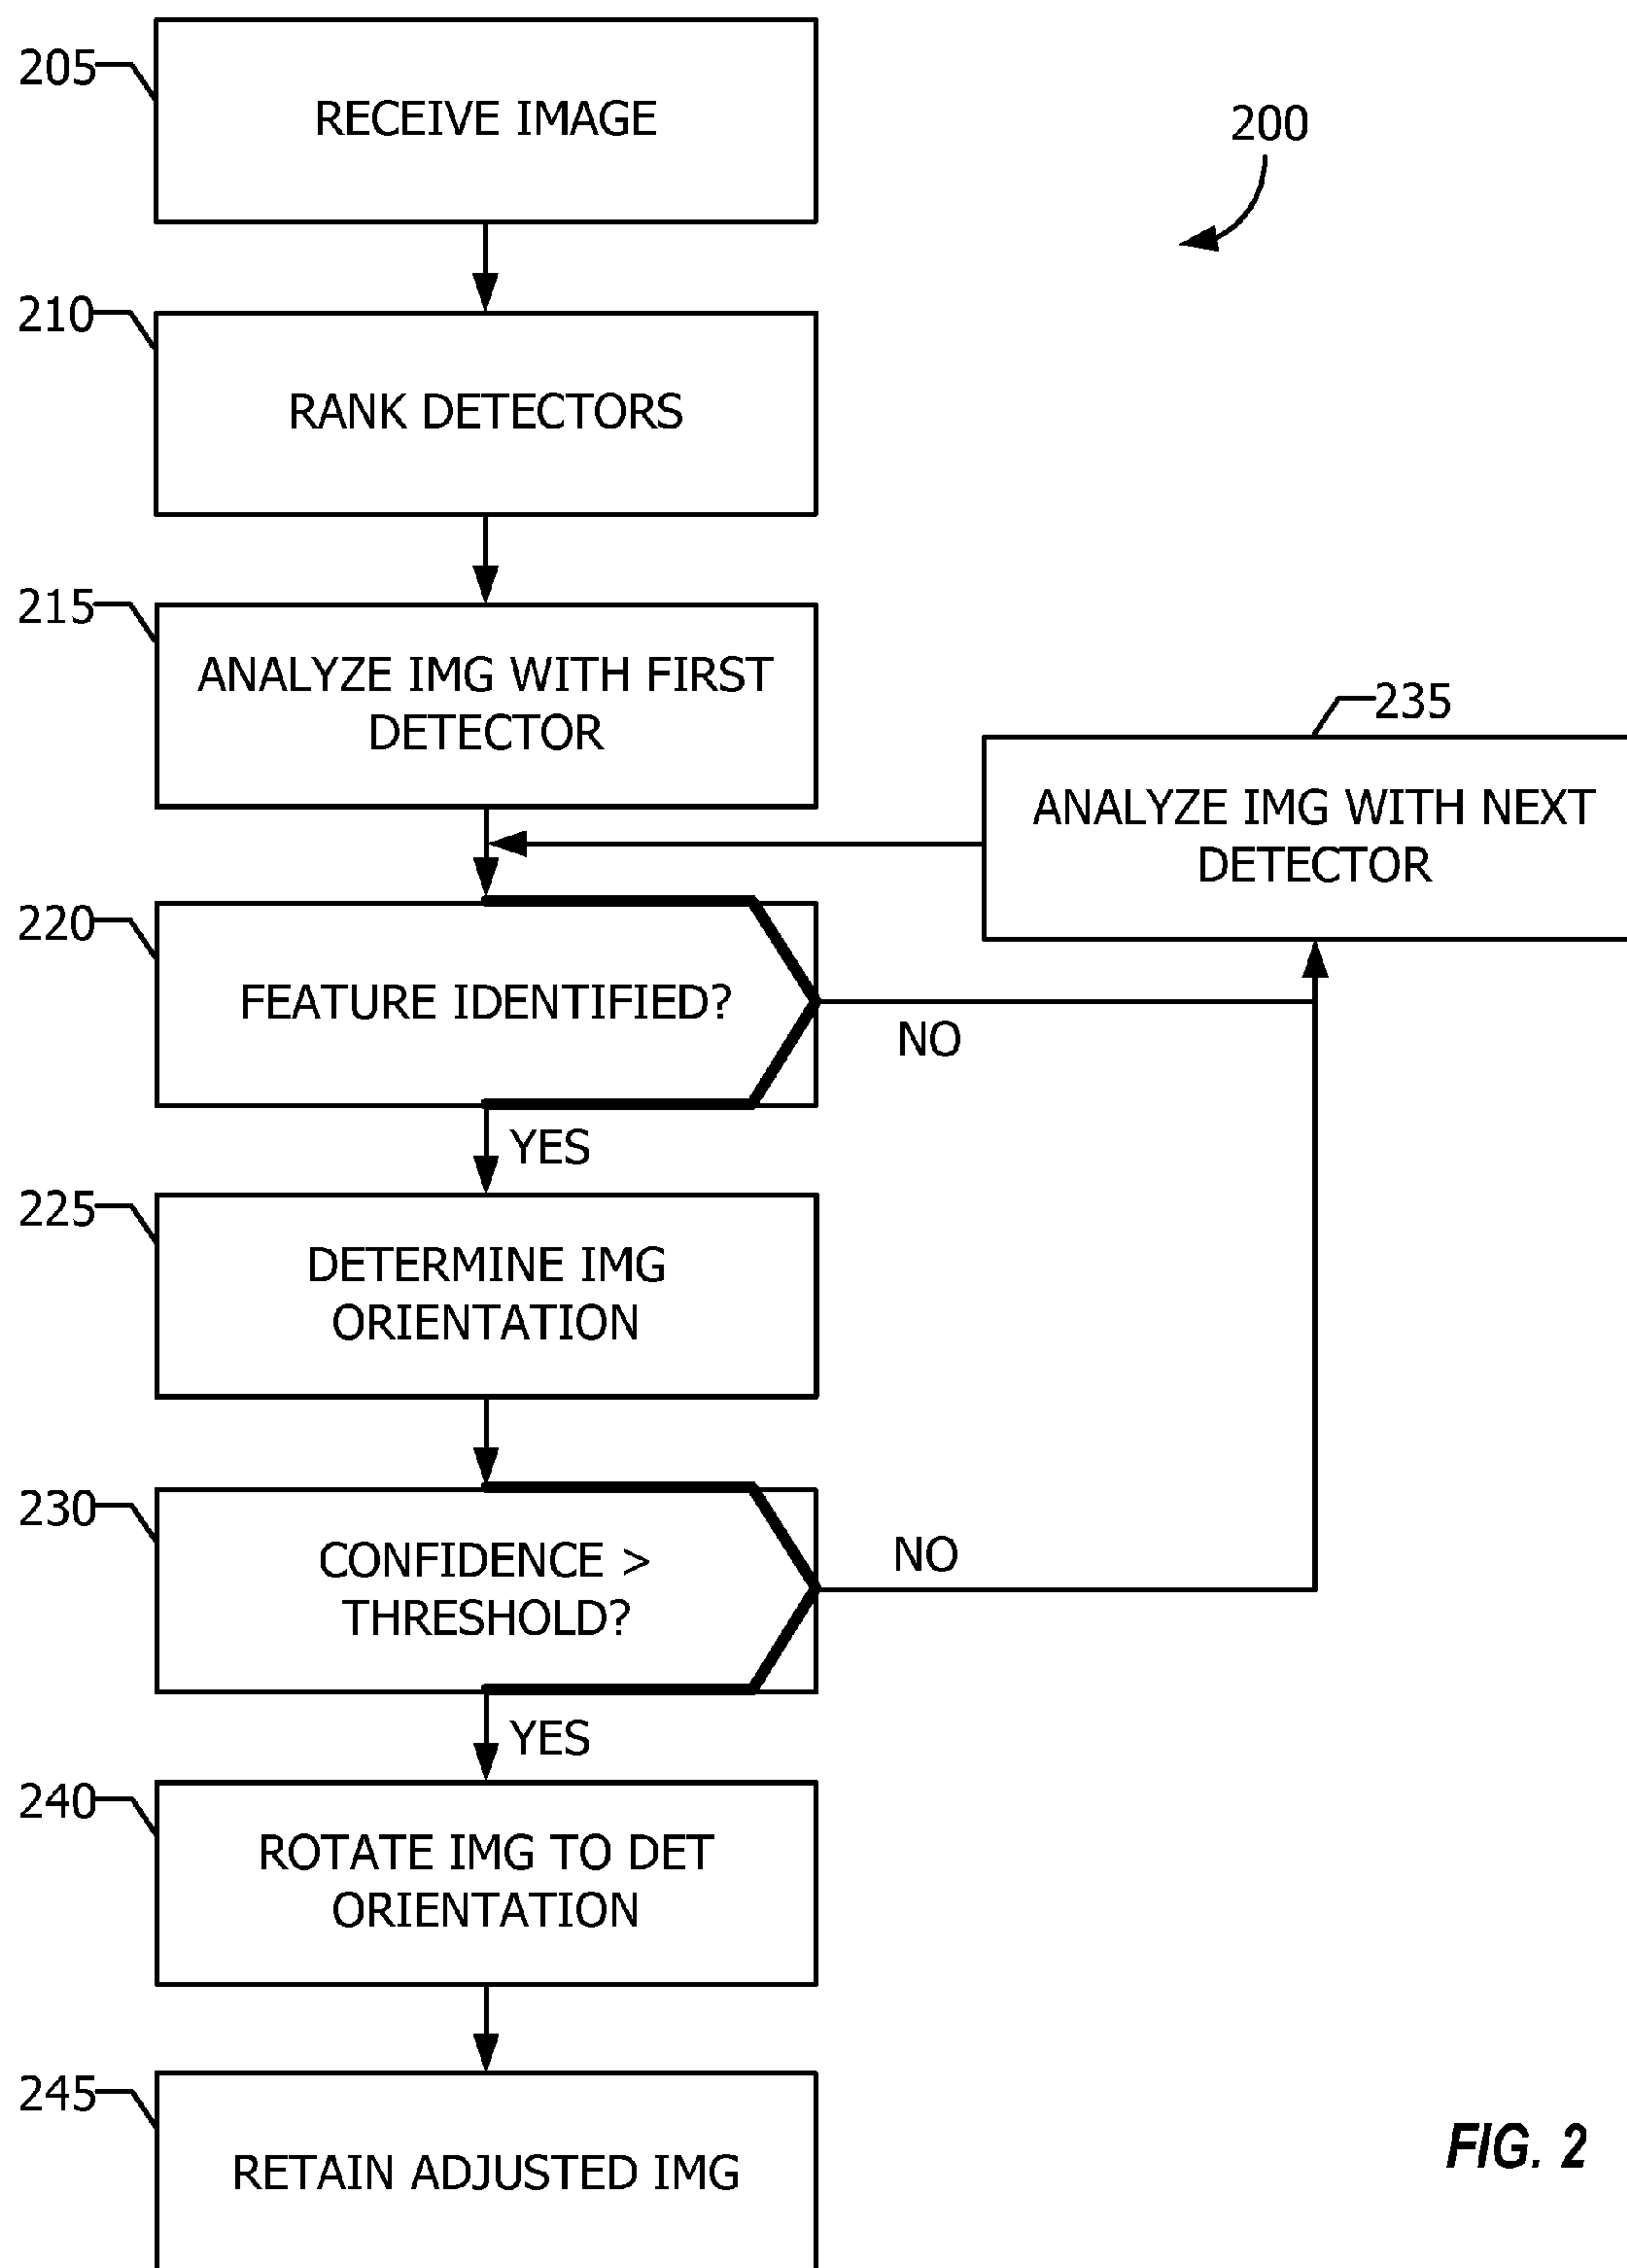 205
RECEIVE IMAGE
200
210
RANK DETECTORS
215
ANALYZE IMG WITH FIRST
DETECTOR
235
ANALYZE IMG WITH NEXT
DETECTOR
220
FEATURE IDENTIFIED?
NO
YES
225
DETERMINE IMG
ORIENTATION
230
CONFIDENCE >
THRESHOLD?
NO
YES
240
ROTATE IMG TO DET
ORIENTATION
245
RETAIN ADJUSTED IMG
FIG. 2